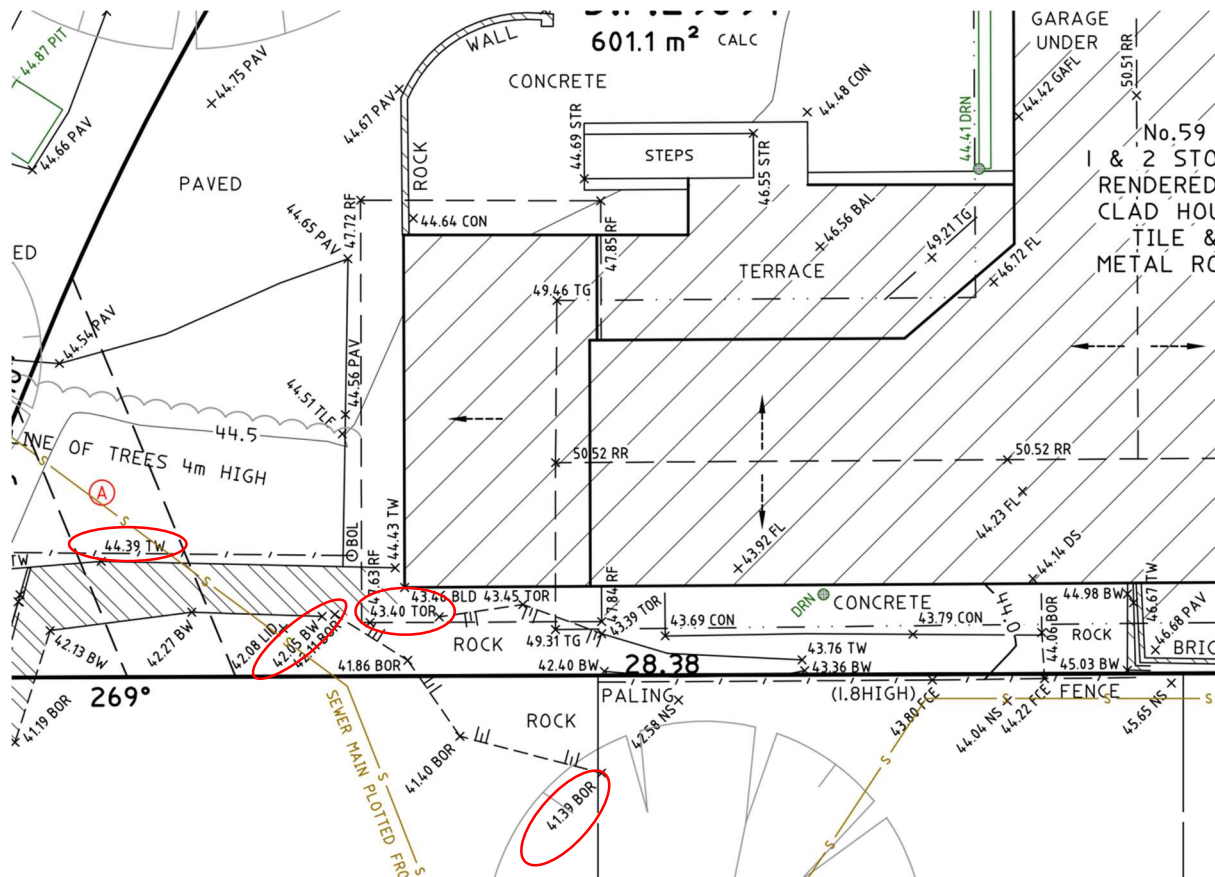 601.1 m² CALC
WALL
CONCRETE
GARAGE
UNDER
44.87 PIT
44.75 PAV
44.67 PAV
44.66 PAV
PAVED
ROCK
44.69 STR
STEPS
46.55 STR
44.48 CON
44.41 DRN
44.42 GAFL
50.51 RR
No.59
1 & 2 STO
RENDERED
CLAD HOU
TILE &
METAL RO
44.64 CON
47.72 RF
44.65 PAV
47.85 RF
46.56 BAL
49.21 TG
46.72 FL
TERRACE
49.46 TG
ED
44.54 PAV
44.56 PAV
44.51 TLE
44.5
INE OF TREES 4m HIGH
A
S
50.52 RR
50.52 RR
44.23 FL
43.92 FL
44.14 DS
44.39 TW
TW
BOL
44.43 TW
47.63 RF
S
43.46 BLD
43.45 TOR
43.40 TOR
47.84 RF
43.39 TOR
DRN
CONCRETE
44.0
44.06 BOR
44.98 BW
46.67 TW
46.68 PAV
43.69 CON
43.79 CON
ROCK
BRIC
42.13 BW
42.27 BW
42.08 LID
42.05 BW
42.11 BOR
41.86 BOR
ROCK
49.31 TG
42.40 BW
28.38
43.76 TW
43.36 BW
45.03 BW
269°
41.19 BOR
SEWER MAIN PLOTTED FRO
S
S
41.40 BOR
ROCK
41.39 BOR
PALING
(1.8HIGH)
FENCE
42.58 NS
43.80 FCE
44.04 NS
44.22 FCE
45.65 NS
S
S
S
S
S
S